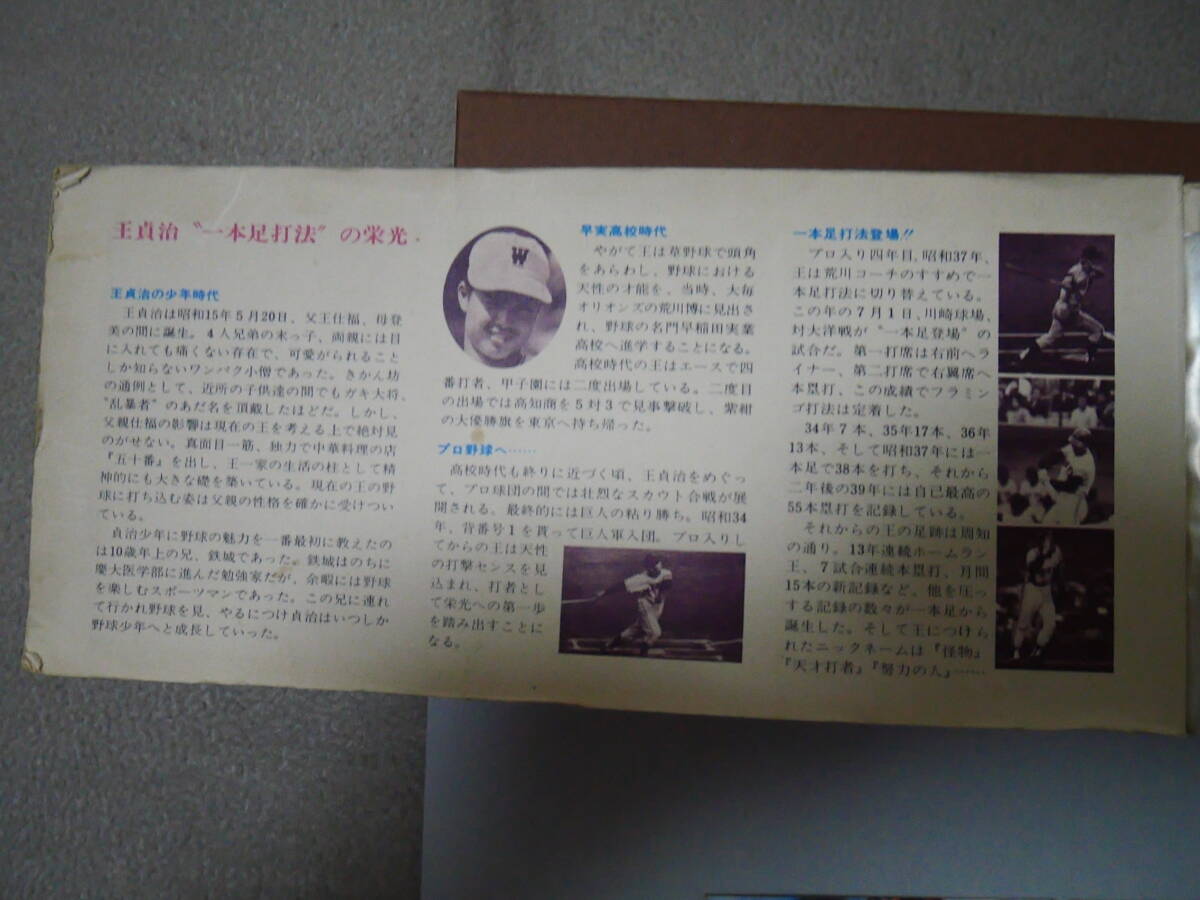 王貞治〝一本足打法〟の栄光
王貞治の少年時代
王貞治は昭和15年5月20日、父王仕福、母登
美の間に誕生。4人兄弟の末っ子、両親には目
に入れても痛くない存在で、可愛がられること
しか知らないワンパク小僧であった。きかん坊
の通例として、近所の子供達の間でもガキ大将、
〝乱暴者〟のあだ名を頂戴したほどだ。しかし、
父親仕福の影響は現在の王を考える上で絶対見
のがせない。真面目一筋、独力で中華料理の店
『五十番』を出し、王一家の生活の柱として精
神的にも大きな礎を築いている。現在の王の野
球に打ち込む姿は父親の性格を確かに受けつい
ている。
貞治少年に野球の魅力を一番最初に教えたの
は10歳年上の兄、鉄城であった。鉄城はのちに
慶大医学部に進んだ勉強家だが、余暇には野球
を楽しむスポーツマンであった。この兄に連れ
て行かれ野球を見、やるにつけ貞治はいつしか
野球少年へと成長していった。
W
早実高校時代
やがて王は草野球で頭角
をあらわし、野球における
天性の才能を、当時、大毎
オリオンズの荒川博に見出さ
れ、野球の名門早稲田実業
高校へ進学することになる。
高校時代の王はエースで四
番打者、甲子園には二度出場している。二度目
の出場では高知商を5対3で見事撃破し、紫紺
の大優勝旗を東京へ持ち帰った。
プロ野球へ……
高校時代も終りに近づく頃、王貞治をめぐっ
て、プロ球団の間では壮烈なスカウト合戦が展
開される。最終的には巨人の粘り勝ち。昭和34
年、背番号1を貰って巨人軍入団。プロ入りし
てからの王は天性
の打撃センスを見
込まれ、打者とし
て栄光への第一歩
を踏み出すことに
なる。
一本足打法登場!!
プロ入り四年目、昭和37年、
王は荒川コーチのすすめで一
本足打法に切り替えている。
この年の7月1日、川崎球場、
対大洋戦が〝一本足登場〟の
試合だ。第一打席は右前へラ
イナー、第二打席で右翼席へ
本塁打、この成績でフラミン
ゴ打法は定着した。
34年7本、35年17本、36年
13本、そして昭和37年には一
本足で38本を打ち、それから
二年後の39年には自己最高の
55本塁打を記録している。
それからの王の足跡は周知
の通り。13年連続ホームラン
王、7試合連続本塁打、月間
15本の新記録など。他を圧っ
する記録の数々が一本足から
誕生した。そして王につけら
れたニックネームは『怪物』
『天才打者』『努力の人』……